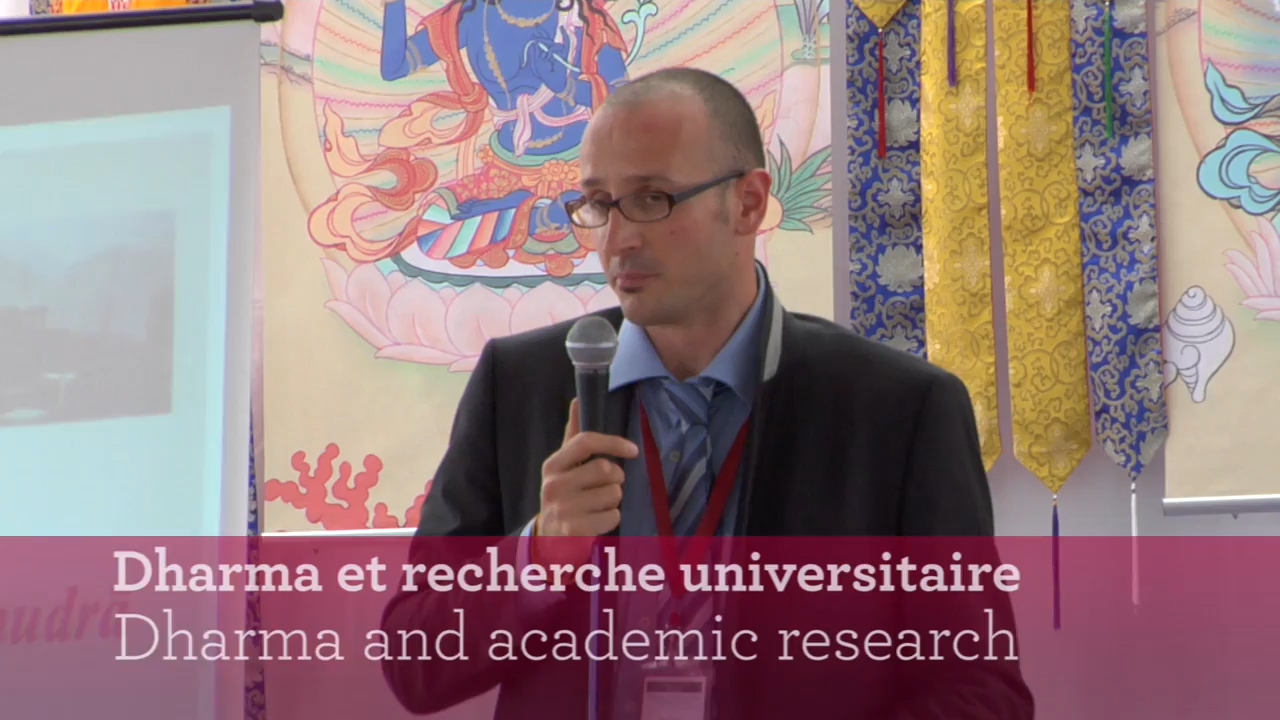 Dharma et recherche universitaire
Dharma and academic research